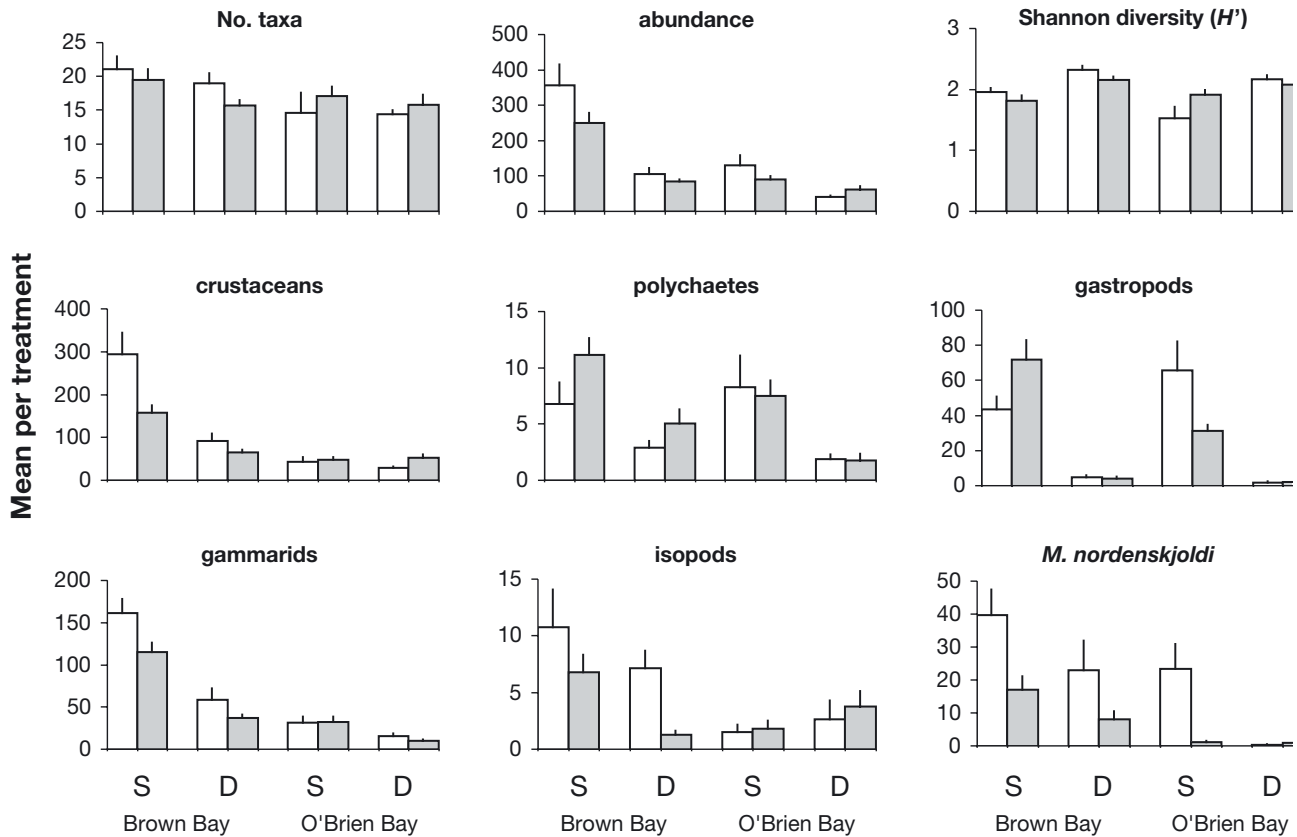 No. taxa
25
20
15
10
5
0
abundance
500
400
300
200
100
0
Shannon diversity (H’)
3
2
1
0
Mean per treatment
crustaceans
400
300
200
100
0
polychaetes
15
10
5
0
gastropods
100
80
60
40
20
0
gammarids
200
150
100
50
0
isopods
15
10
5
0
M. nordenskjoldi
50
40
30
20
10
0
S D S D
Brown Bay O'Brien Bay
S D S D
Brown Bay O'Brien Bay
S D S D
Brown Bay O'Brien Bay